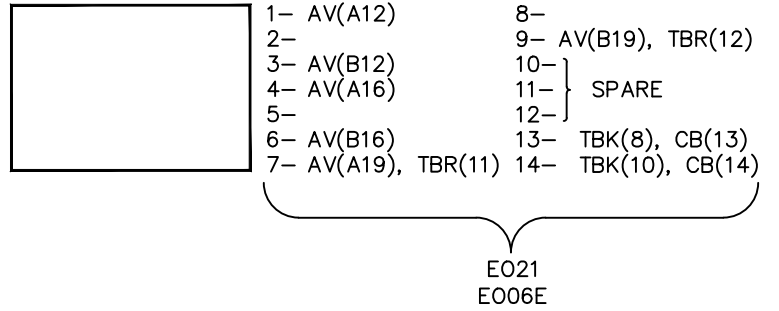 1- AV(A12)
2-
3- AV(B12)
4- AV(A16)
5-
6- AV(B16)
7- AV(A19), TBR(11)
8-
9- AV(B19), TBR(12)
10-
11- SPARE
12-
13- TBK(8), CB(13)
14- TBK(10), CB(14)
E021
E006E